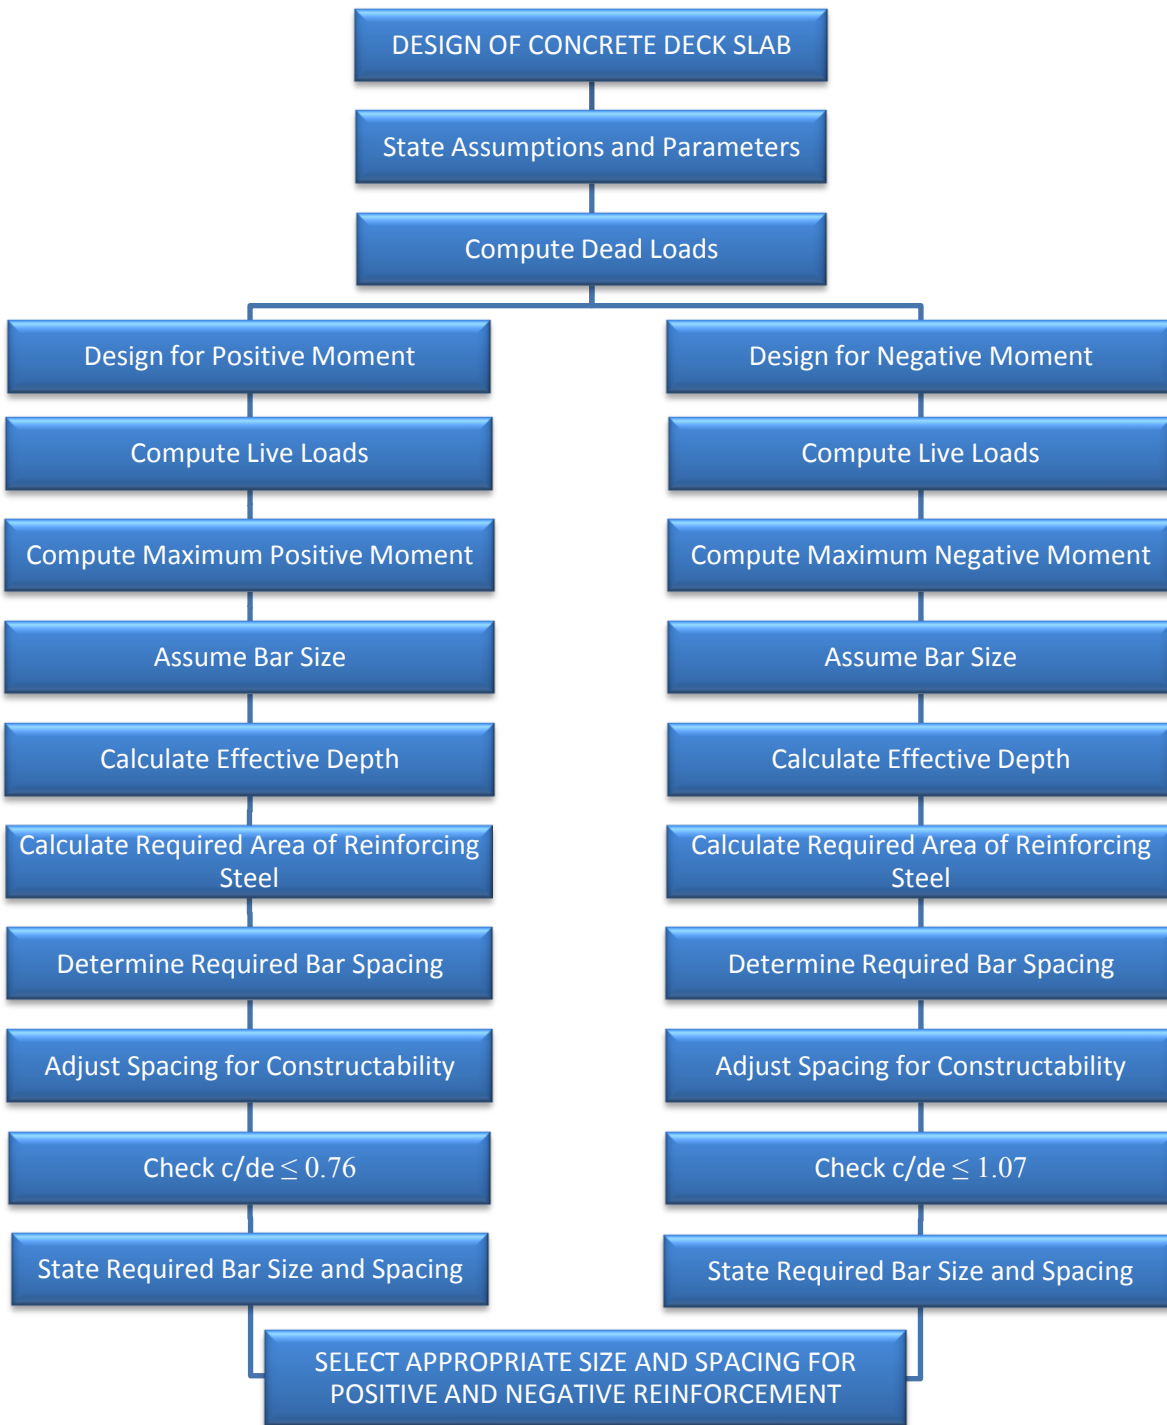 DESIGN OF CONCRETE DECK SLAB
State Assumptions and Parameters
Compute Dead Loads
Design for Positive Moment
Compute Live Loads
Compute Maximum Positive Moment
Assume Bar Size
Calculate Effective Depth
Calculate Required Area of Reinforcing
Steel
Determine Required Bar Spacing
Adjust Spacing for Constructability
Check c/de ≤ 0.76
State Required Bar Size and Spacing
Design for Negative Moment
Compute Live Loads
Compute Maximum Negative Moment
Assume Bar Size
Calculate Effective Depth
Calculate Required Area of Reinforcing
Steel
Determine Required Bar Spacing
Adjust Spacing for Constructability
Check c/de ≤ 1.07
State Required Bar Size and Spacing
SELECT APPROPRIATE SIZE AND SPACING FOR
POSITIVE AND NEGATIVE REINFORCEMENT